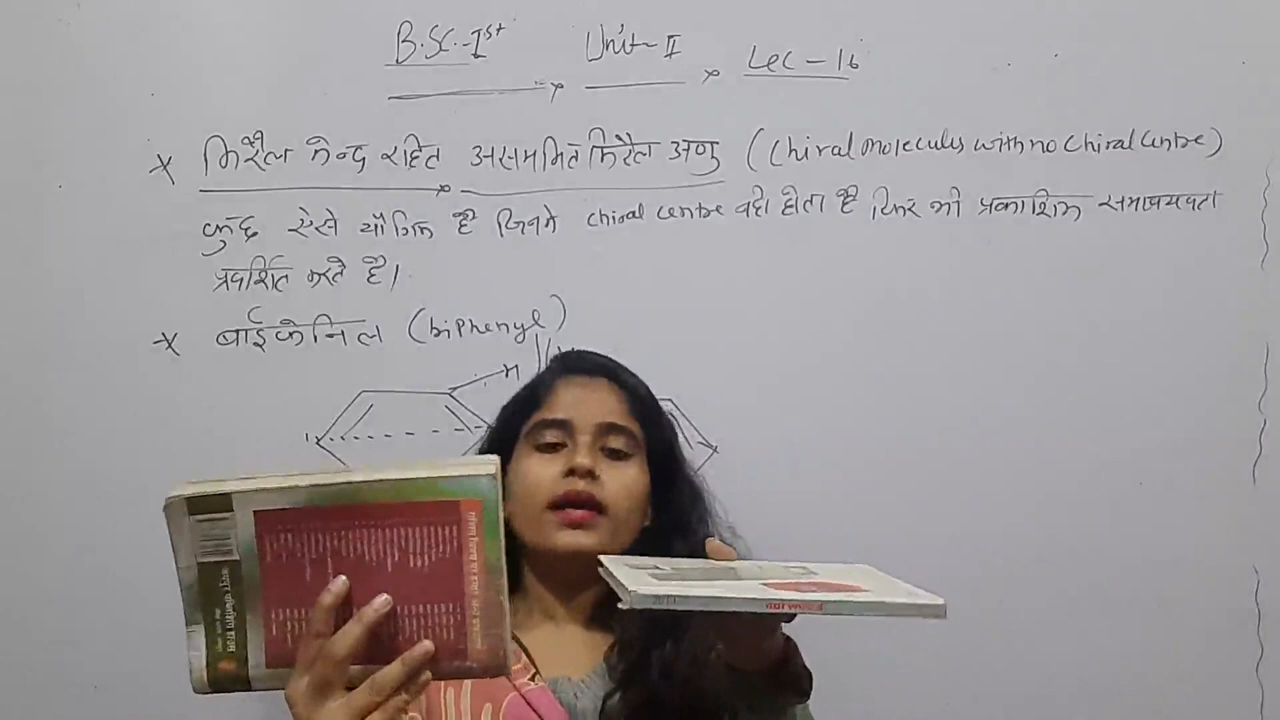 B.Sc.-Ist Unit-II Lec-16
किरैल केन्द्र रहित असममित किरैल अणु (Chiral molecules with no Chiral Centre)
कुछ ऐसे यौगिक है जिनमे chiral centre नही होता है फिर भी प्रकाशिक समावयवता
प्रदर्शित करते है।
बाईफेनिल (biphenyl)
H